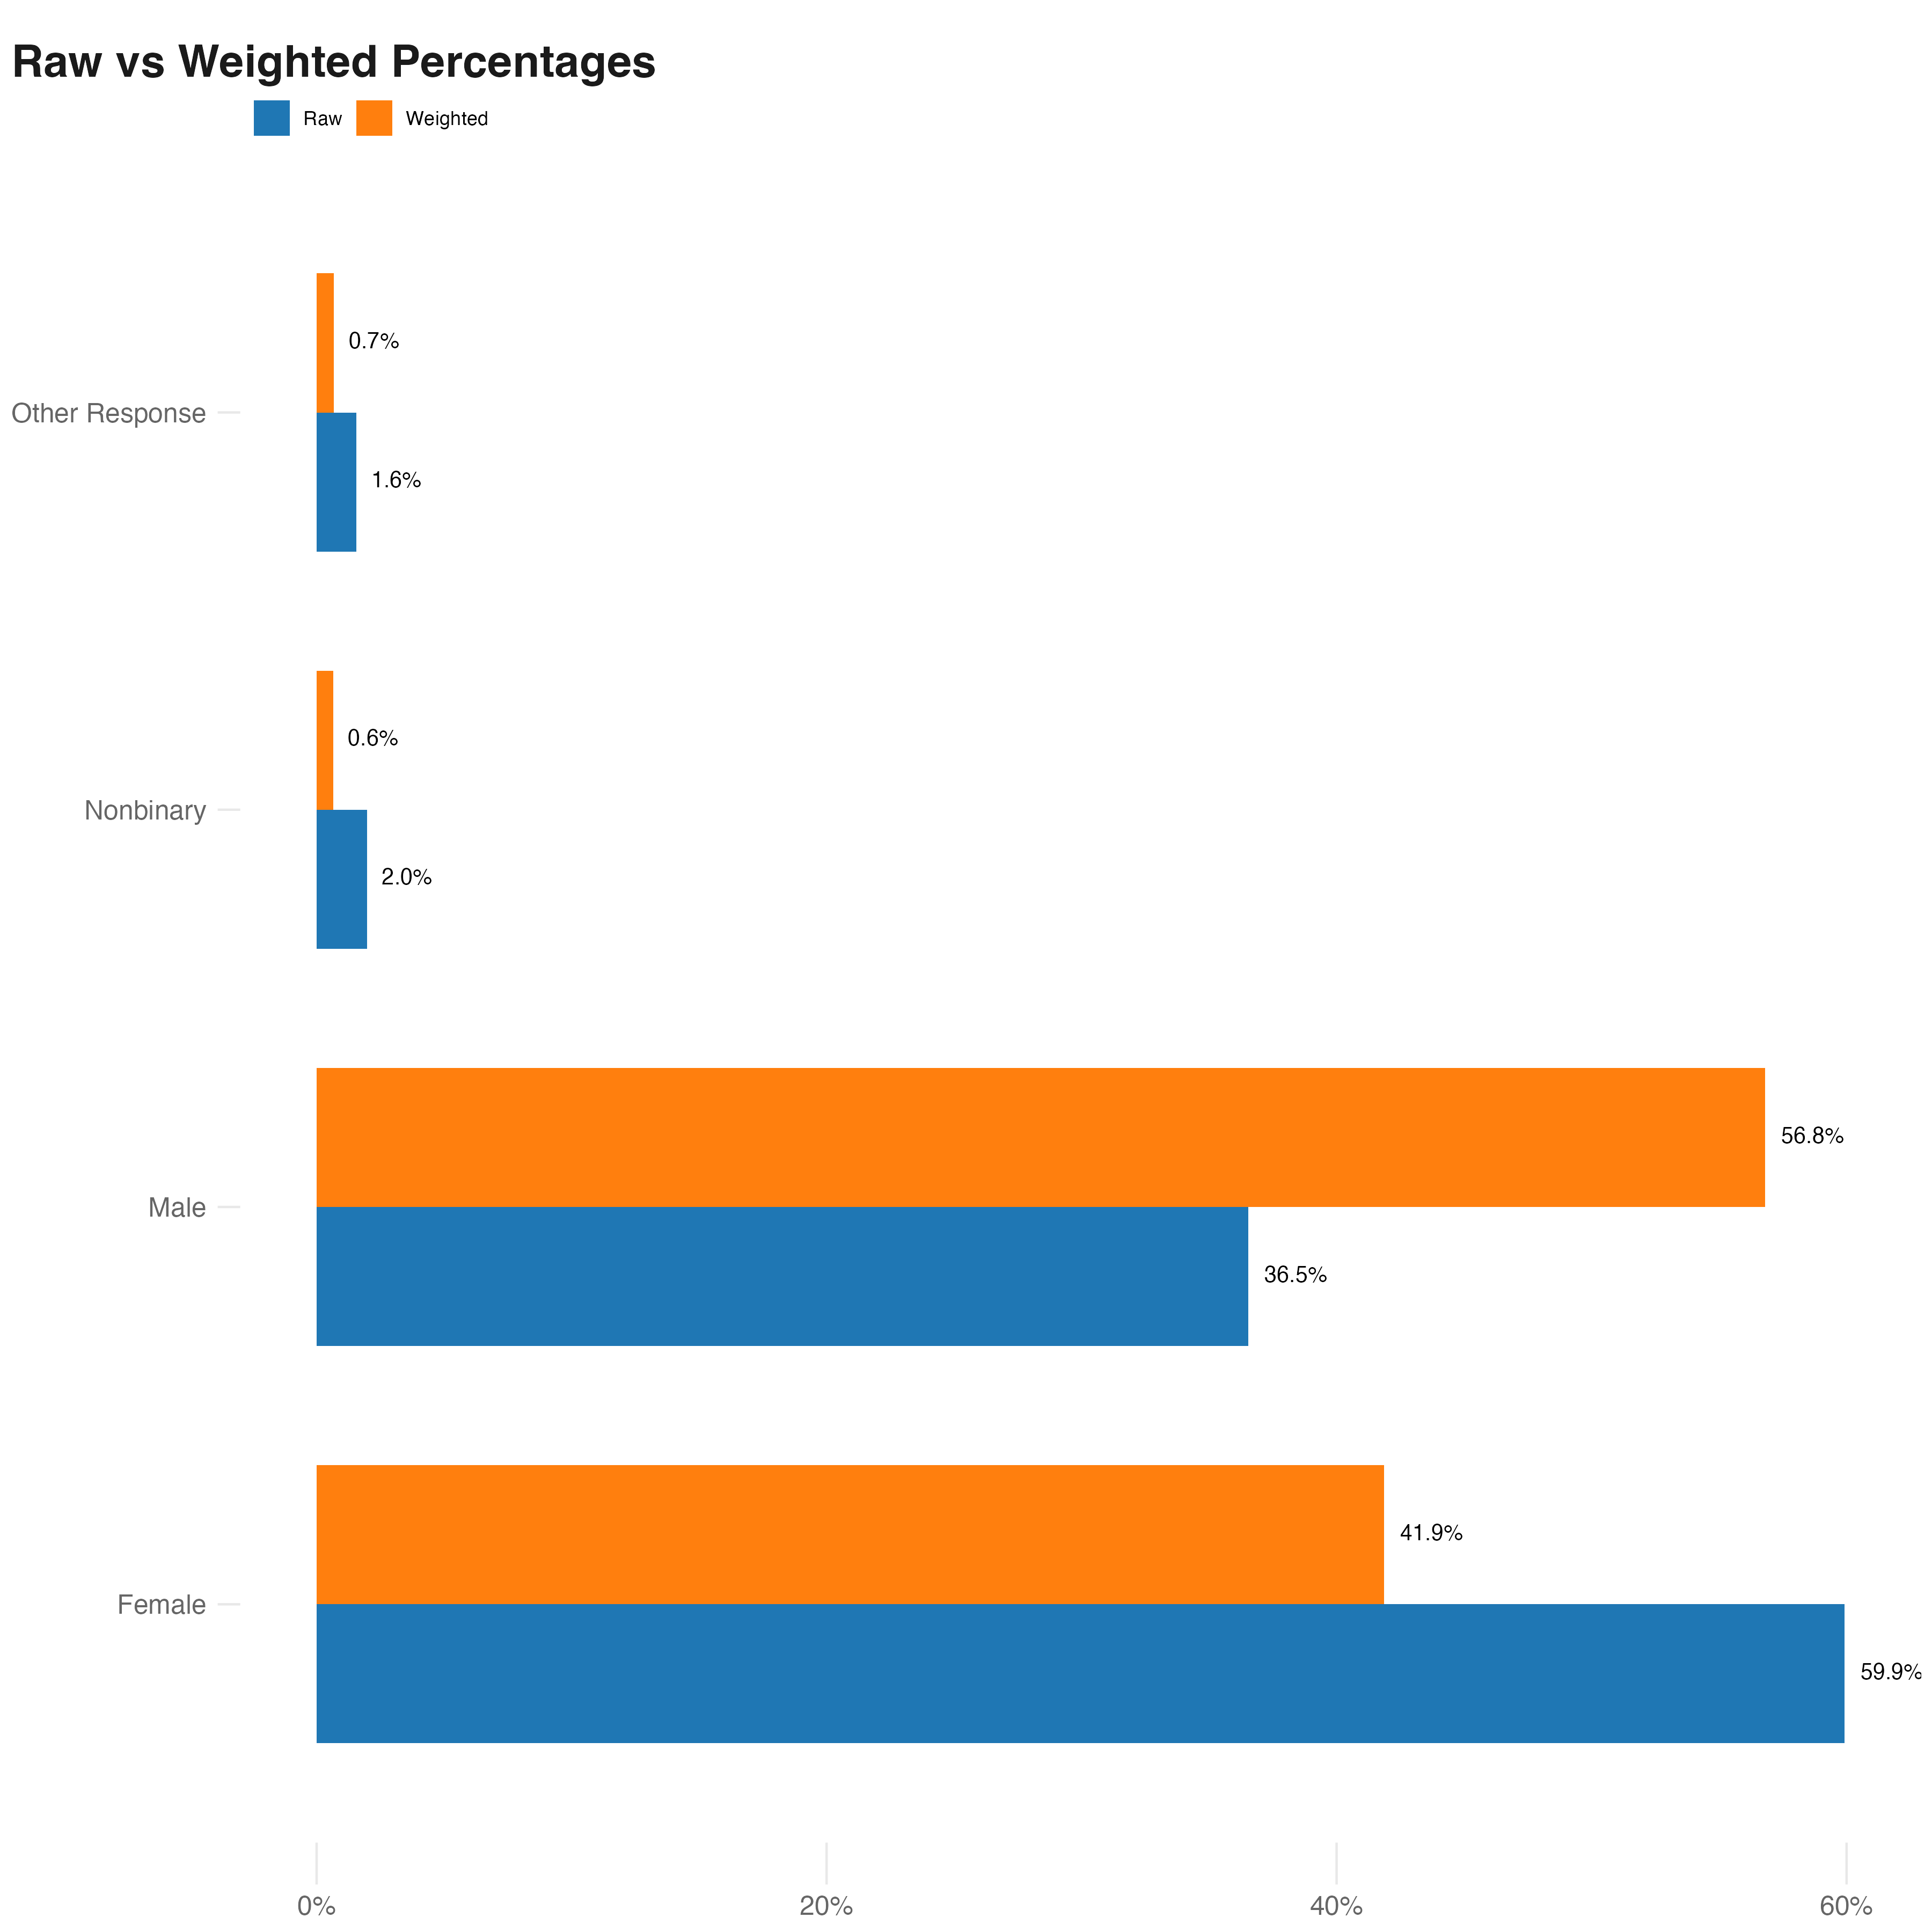 Raw vs Weighted Percentages
Raw Weighted
0.7%
Other Response
1.6%
0.6%
Nonbinary
2.0%
56.8%
Male
36.5%
41.9%
Female
59.9%
0% 20% 40% 60%